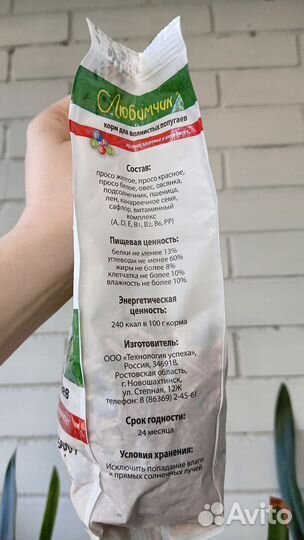 Любимчик
корм для волнистых попугаев
Состав:
просо желтое, просо красное,
просо белое, овес, овсянка,
подсолнечник, пшеница,
лен, канареечное семя,
сафлор, витаминный
комплекс
(A, D, E, B1, B2, B6, PP)
Пищевая ценность:
белки не менее 13%
углеводы не менее 60%
жиры не более 8%
клетчатка не более 10%
влажность не более 10%
Энергетическая
ценность:
240 ккал в 100 г корма
Изготовитель:
ООО «Технология успеха»,
Россия, 346918,
Ростовская область,
г. Новошахтинск,
ул. Степная. 12Ж
телефон: 8 (86369) 2-45-61
Срок годности:
24 месяца
Условия хранения:
Исключить попадание влаги
и прямых солнечных лучей
Avito